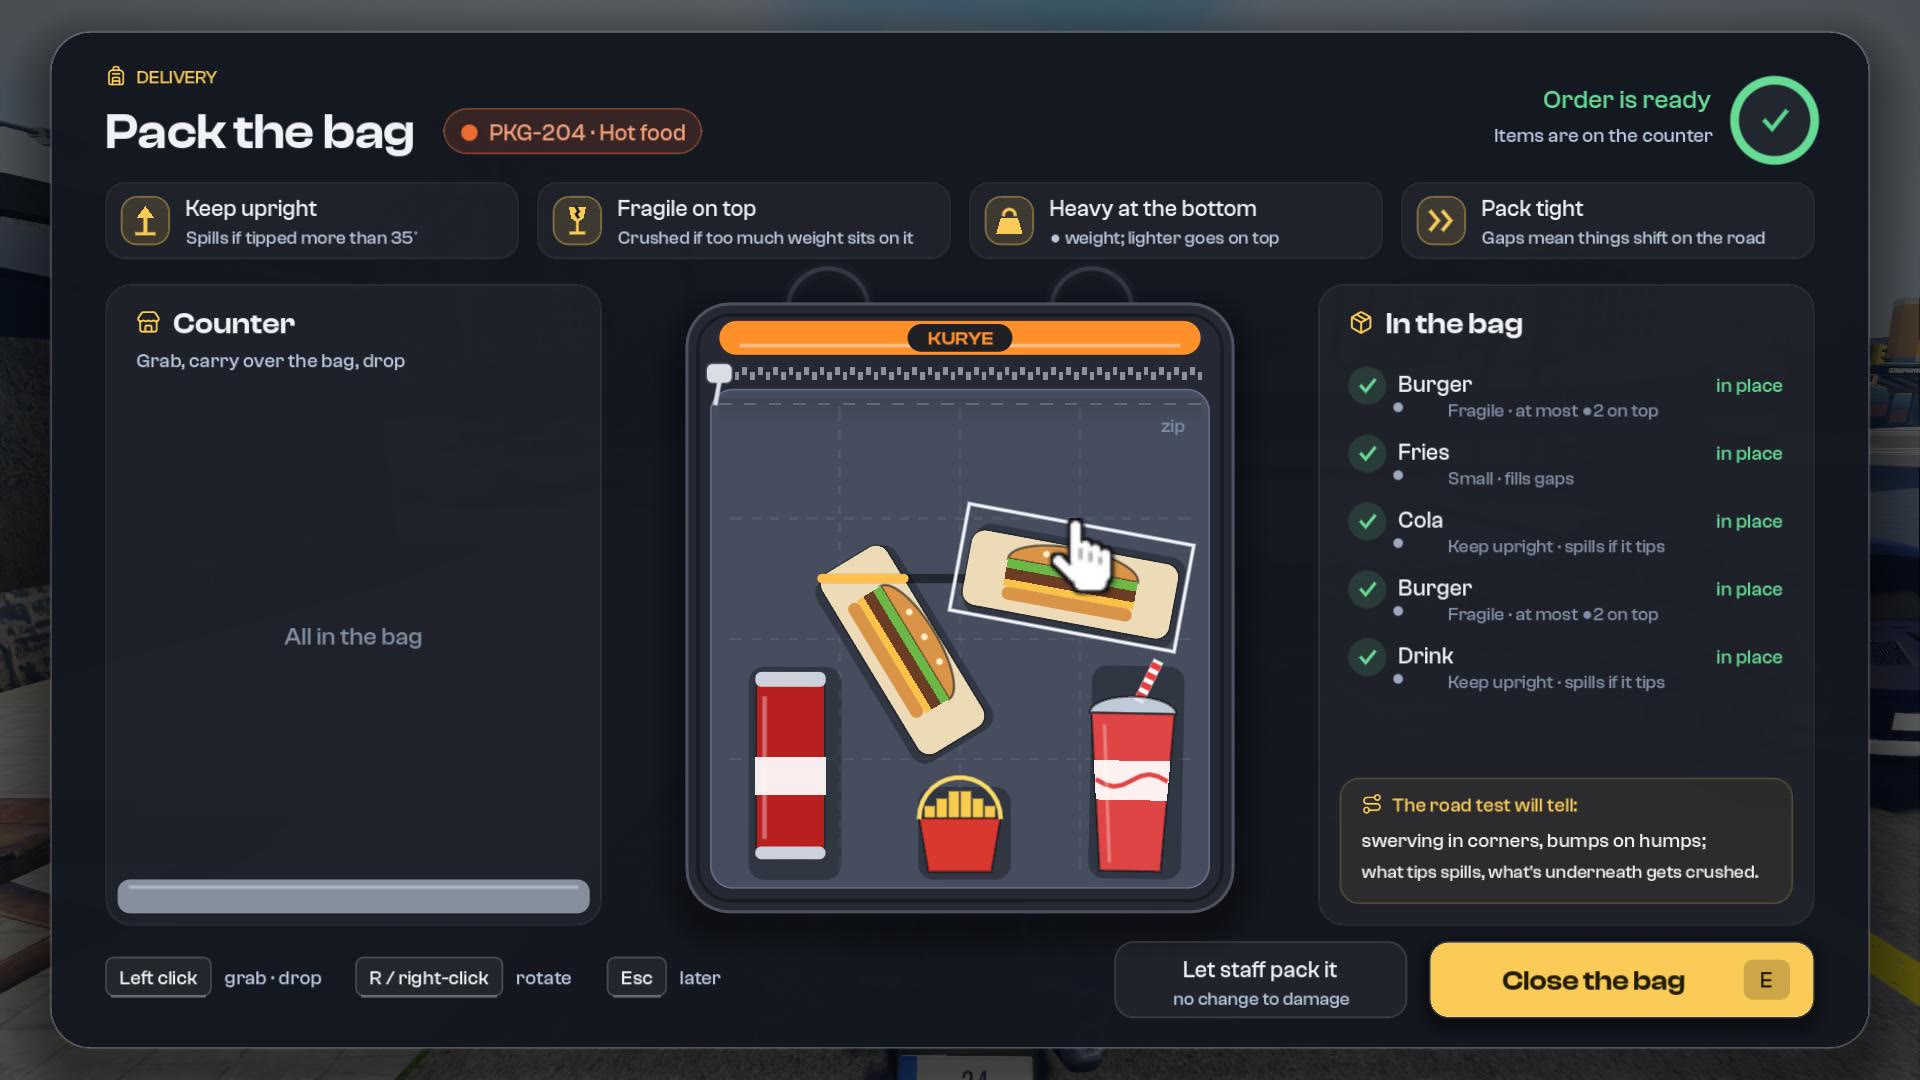 DELIVERY
Pack the bag
PKG-204 · Hot food
Order is ready
Items are on the counter
Keep upright
Spills if tipped more than 35°
Fragile on top
Crushed if too much weight sits on it
Heavy at the bottom
● weight; lighter goes on top
Pack tight
Gaps mean things shift on the road
Counter
Grab, carry over the bag, drop
All in the bag
KURYE
zip
In the bag
Burger in place
Fragile · at most ●2 on top
Fries in place
Small · fills gaps
Cola in place
Keep upright · spills if it tips
Burger in place
Fragile · at most ●2 on top
Drink in place
Keep upright · spills if it tips
The road test will tell:
swerving in corners, bumps on humps;
what tips spills, what's underneath gets crushed.
Left click grab · drop R / right-click rotate Esc later
Let staff pack it
no change to damage
Close the bag E